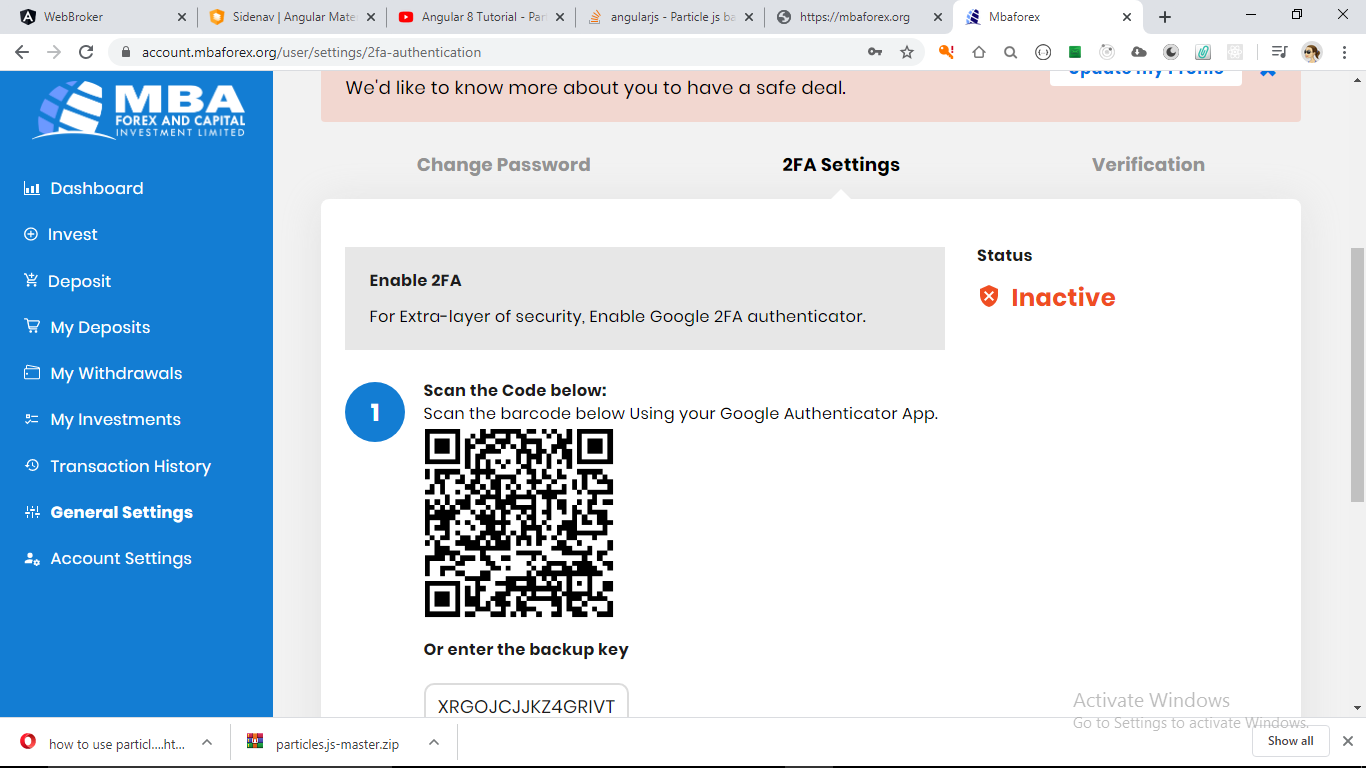 WebBroker
Sidenav | Angular Mate
Angular 8 Tutorial - Par
angularjs - Particle js ba
https://mbaforex.org
Mbaforex
account.mbaforex.org/user/settings/2fa-authentication
MBA
FOREX AND CAPITAL
INVESTMENT LIMITED
Dashboard
Invest
Deposit
My Deposits
My Withdrawals
My Investments
Transaction History
General Settings
Account Settings
Update my Profile
We'd like to know more about you to have a safe deal.
Change Password
2FA Settings
Verification
Enable 2FA
For Extra-layer of security, Enable Google 2FA authenticator.
Status
Inactive
1
Scan the Code below:
Scan the barcode below Using your Google Authenticator App.
Or enter the backup key
XRGOJCJJKZ4GRIVT
Activate Windows
Go to Settings to activate Windows.
how to use particl....ht...
particles.js-master.zip
Show all